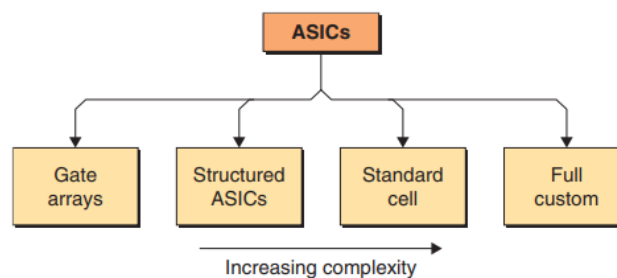 ASICs
Gate
arrays
Structured
ASICs
Standard
cell
Full
custom
Increasing complexity